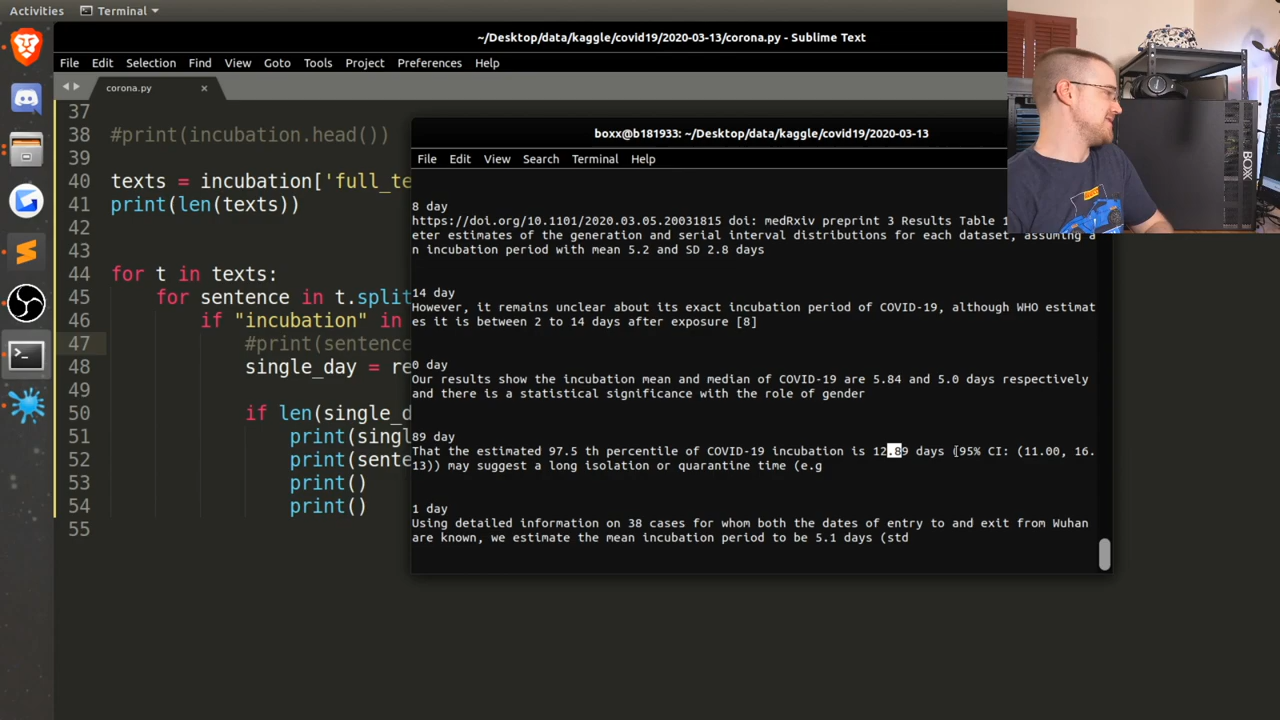 Activities
Terminal
~/Desktop/data/kaggle/covid19/2020-03-13/corona.py - Sublime Text
File Edit Selection Find View Goto Tools Project Preferences Help
corona.py
37
38 #print(incubation.head())
39
40 texts = incubation['full_te
41 print(len(texts))
42
43
44 for t in texts:
45 for sentence in t.split
46 if "incubation" in
47 #print(sentence
48 single_day = re
49
50 if len(single_d
51 print(singl
52 print(sente
53 print()
54 print()
55
boxx@b181933: ~/Desktop/data/kaggle/covid19/2020-03-13
File Edit View Search Terminal Help
8 day
https://doi.org/10.1101/2020.03.05.20031815 doi: medRxiv preprint 3 Results Table 1
eter estimates of the generation and serial interval distributions for each dataset, assuming a
n incubation period with mean 5.2 and SD 2.8 days
14 day
However, it remains unclear about its exact incubation period of COVID-19, although WHO estimat
es it is between 2 to 14 days after exposure [8]
0 day
Our results show the incubation mean and median of COVID-19 are 5.84 and 5.0 days respectively
and there is a statistical significance with the role of gender
89 day
That the estimated 97.5 th percentile of COVID-19 incubation is 12.89 days (95% CI: (11.00, 16.
13)) may suggest a long isolation or quarantine time (e.g
1 day
Using detailed information on 38 cases for whom both the dates of entry to and exit from Wuhan
are known, we estimate the mean incubation period to be 5.1 days (std
BOXX